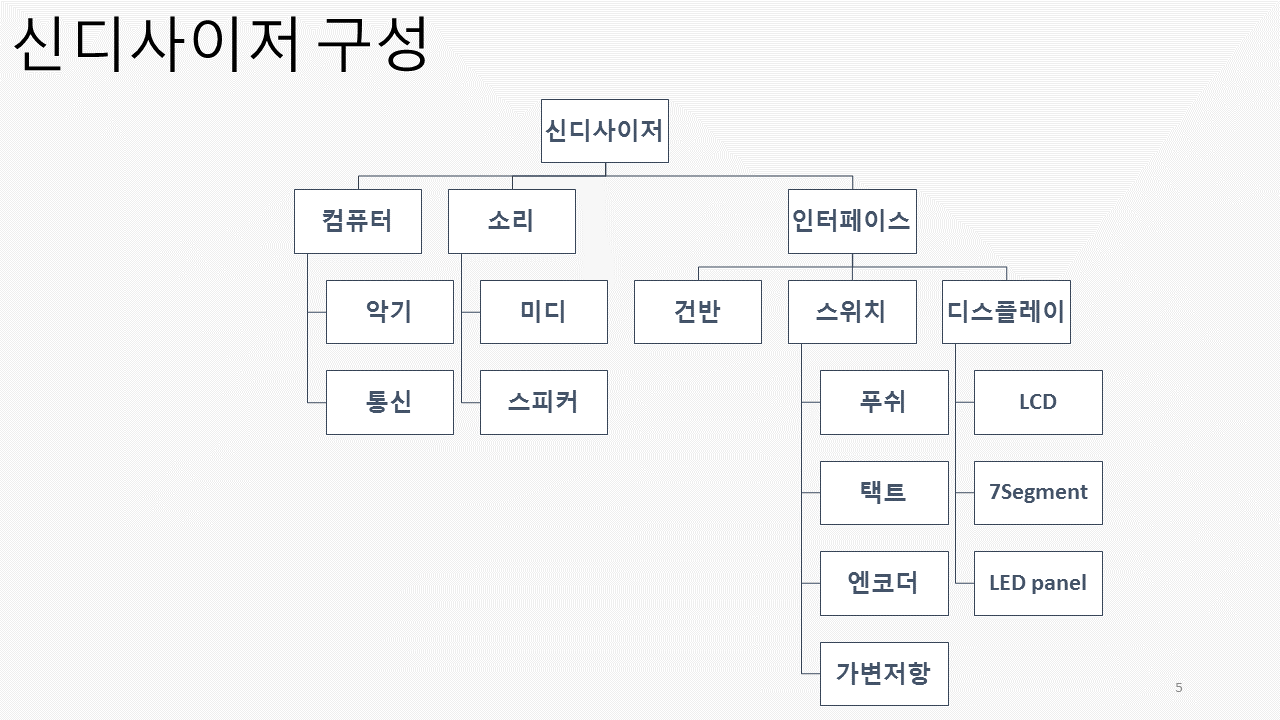 신디사이저 구성
신디사이저
컴퓨터
소리
인터페이스
악기
미디
건반
스위치
디스플레이
통신
스피커
푸쉬
LCD
택트
7Segment
엔코더
LED panel
가변저항
5